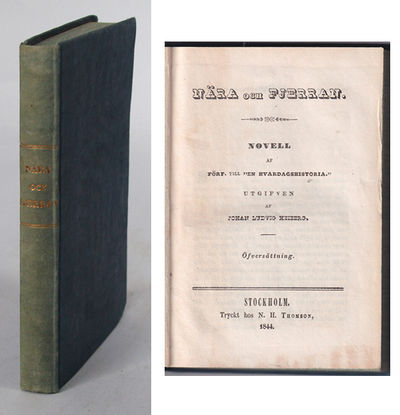 NÄRA
OCH
FJERRAN
NÄRA OCH FJERRAN.
NOVELL
AF
FÖRF. TILL "EN HVARDAGSHISTORIA."
UTGIFVEN
AF
JOHAN LUDVIG HEIBERG.
Öfversättning.
STOCKHOLM,
Tryckt hos N. H. THOMSON,
1844.